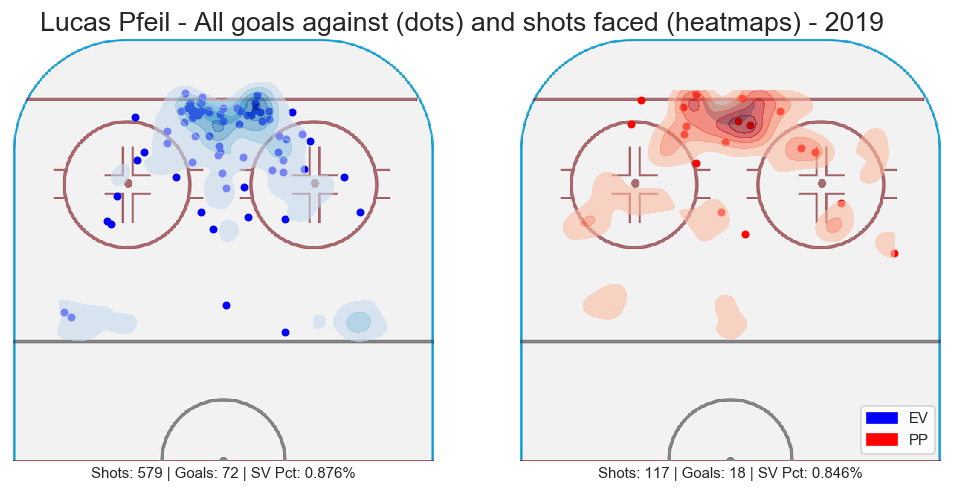 Lucas Pfeil - All goals against (dots) and shots faced (heatmaps) - 2019
EV
PP
Shots: 579 | Goals: 72 | SV Pct: 0.876%
Shots: 117 | Goals: 18 | SV Pct: 0.846%